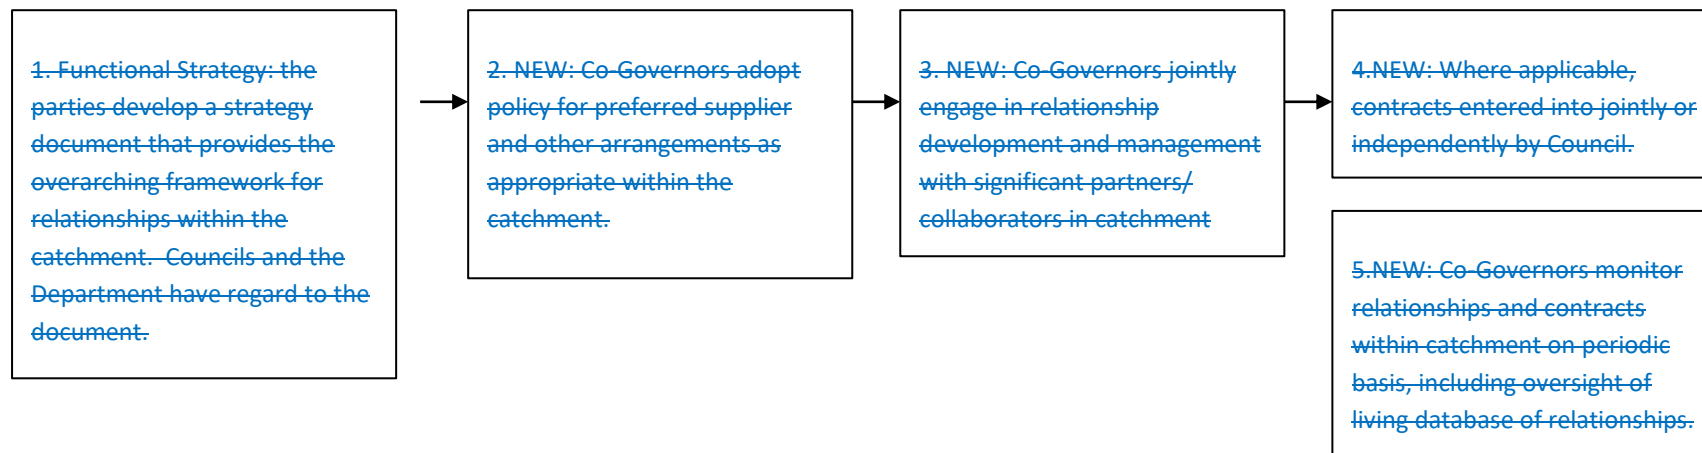 1. Functional Strategy: the
parties develop a strategy
document that provides the
overarching framework for
relationships within the
catchment.  Councils and the
Department have regard to the
document.
2. NEW: Co-Governors adopt
policy for preferred supplier
and other arrangements as
appropriate within the
catchment.
3. NEW: Co-Governors jointly
engage in relationship
development and management
with significant partners/
collaborators in catchment
4.NEW: Where applicable,
contracts entered into jointly or
independently by Council.
5.NEW: Co-Governors monitor
relationships and contracts
within catchment on periodic
basis, including oversight of
living database of relationships.